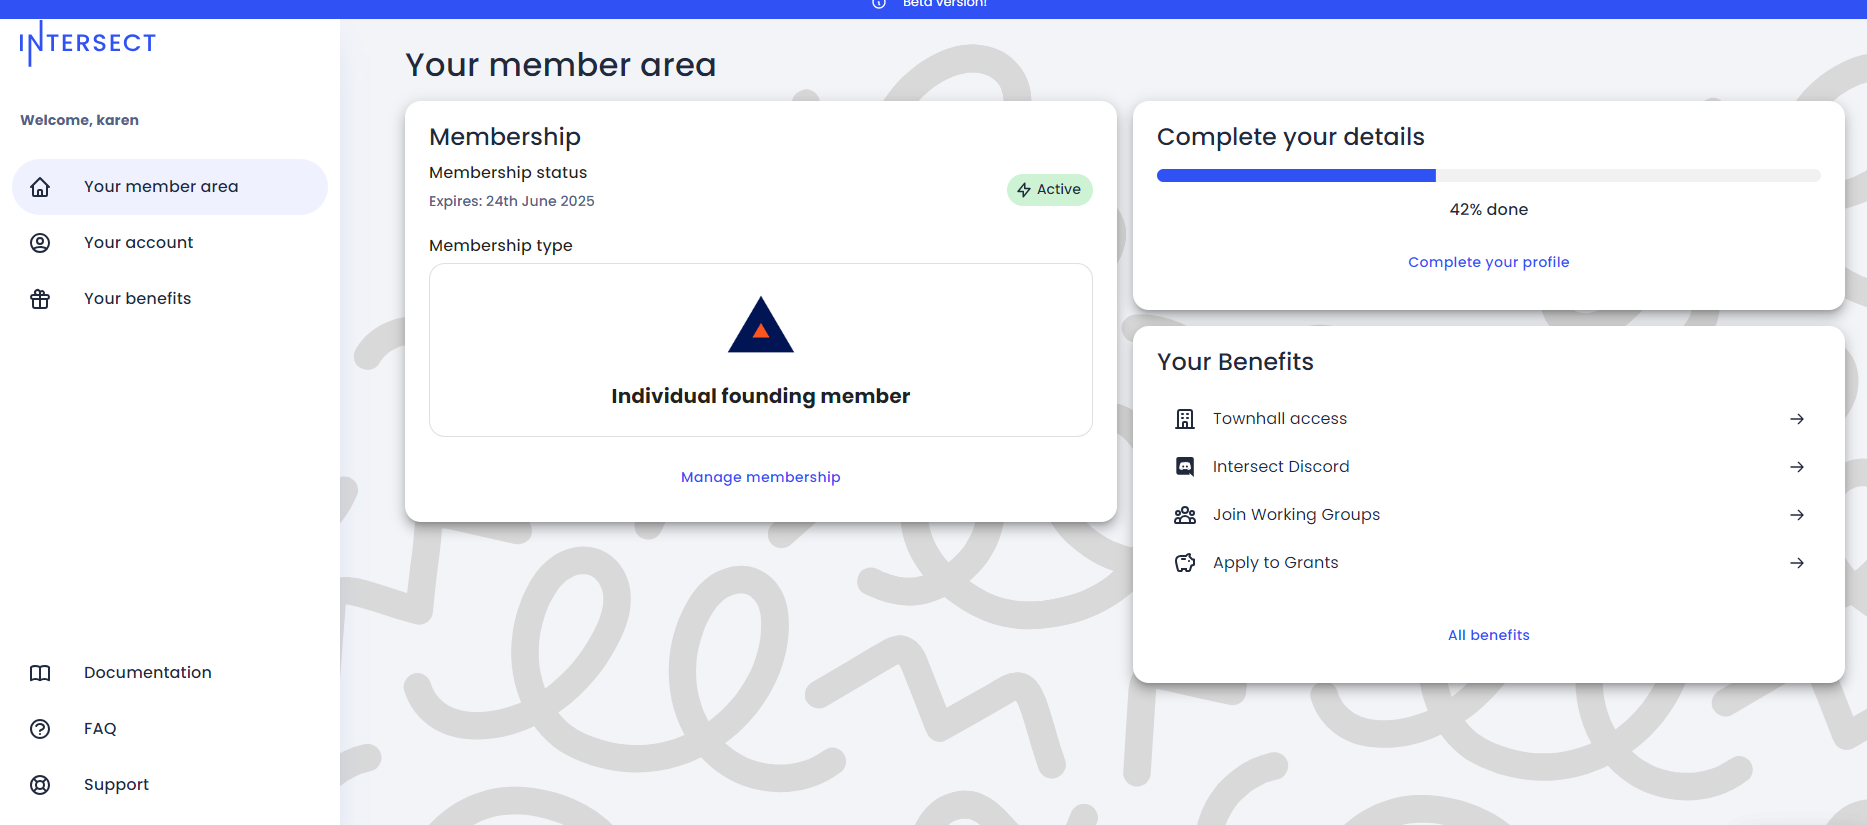 Beta version!
INTERSECT
Welcome, karen
Your member area
Your account
Your benefits
Documentation
FAQ
Support
Your member area
Membership
Membership status
Expires: 24th June 2025
Active
Membership type
Individual founding member
Manage membership
Complete your details
42% done
Complete your profile
Your Benefits
Townhall access
Intersect Discord
Join Working Groups
Apply to Grants
All benefits